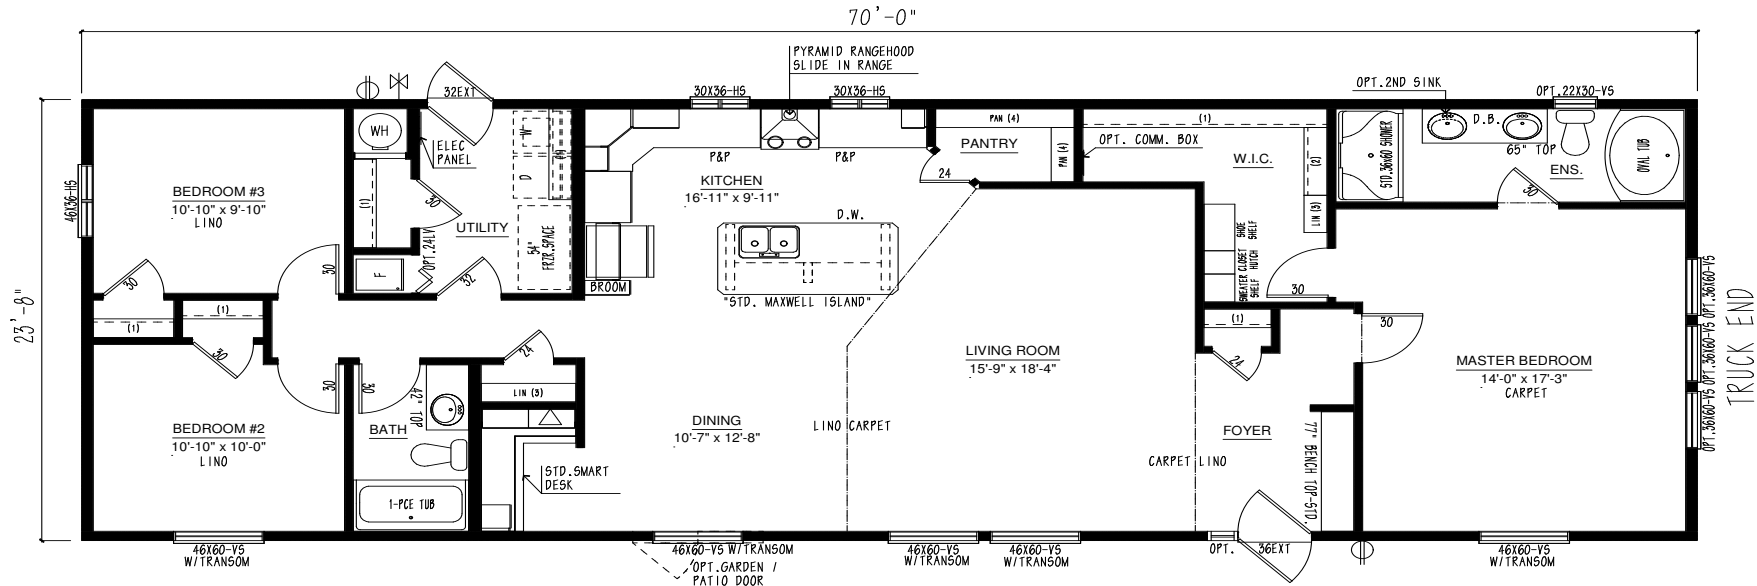 70'-0"
PYRAMID RANGEHOOD
SLIDE IN RANGE
OPT.2ND SINK
32EXT
30X36-HS
30X36-HS
OPT.22X30-VS
WH
ELEC
PANEL
W
D
(1)
P&P
P&P
PAN (4)
PANTRY
PAN (4)
24
OPT. COMM. BOX
(1)
W.I.C.
(2)
LIN (3)
STD.36x60 SHOWER
D.B.
65" TOP
ENS.
OVAL TUB
30
46X36-HS
BEDROOM #3
10'-10" x 9'-10"
LINO
(1)
30
UTILITY
OPT.24LV
F
54"
FRZR.SPACE
32
KITCHEN
16'-11" x 9'-11"
D.W.
BROOM
"STD. MAXWELL ISLAND"
SHOE
SHELF
SWEATER CLOSET
SHELF HUTCH
30
23'-8"
30
30
(1)
(1)
30
30
30
42" TOP
24
LIN (3)
LIVING ROOM
15'-9" x 18'-4"
(1)
24
30
MASTER BEDROOM
14'-0" x 17'-3"
CARPET
OPT.36X60-VS
OPT.36X60-VS
OPT.36X60-VS
TRUCK END
BEDROOM #2
10'-10" x 10'-0"
LINO
BATH
1-PCE TUB
STD.SMART
DESK
DINING
10'-7" x 12'-8"
LINO CARPET
CARPET LINO
FOYER
77" BENCH TOP-STD.
46X60-VS
W/TRANSOM
46X60-VS W/TRANSOM
OPT.GARDEN /
PATIO DOOR
46X60-VS
W/TRANSOM
46X60-VS
W/TRANSOM
OPT.
36EXT
46X60-VS
W/TRANSOM